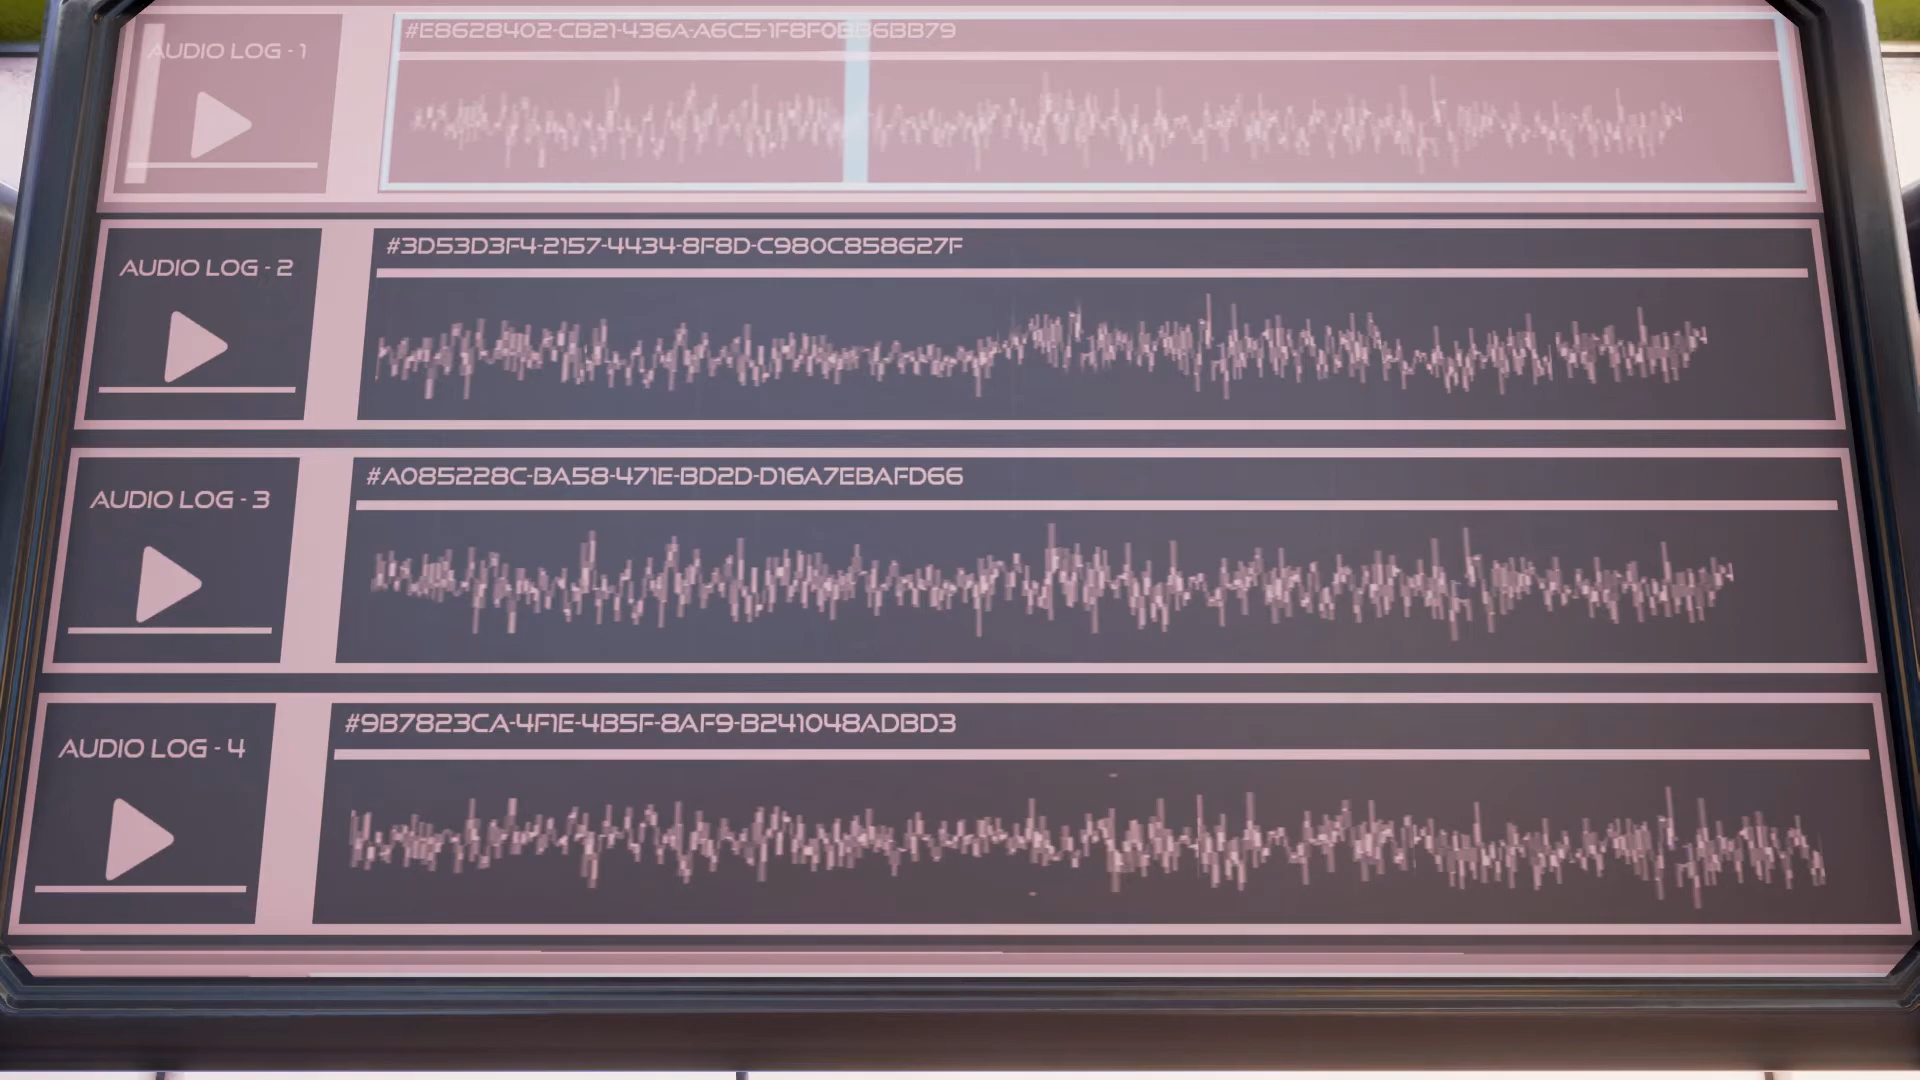 AUDIO LOG - 1
#E8628402-CB21-436A-A6C5-1F8F0BB6BB79
AUDIO LOG - 2
#3D53D3F4-2157-4434-8F8D-C980C858627F
AUDIO LOG - 3
#A085228C-BA58-471E-BD2D-D16A7EBAFD66
AUDIO LOG - 4
#9B7823CA-4F1E-4B5F-8AF9-B241048ADBD3